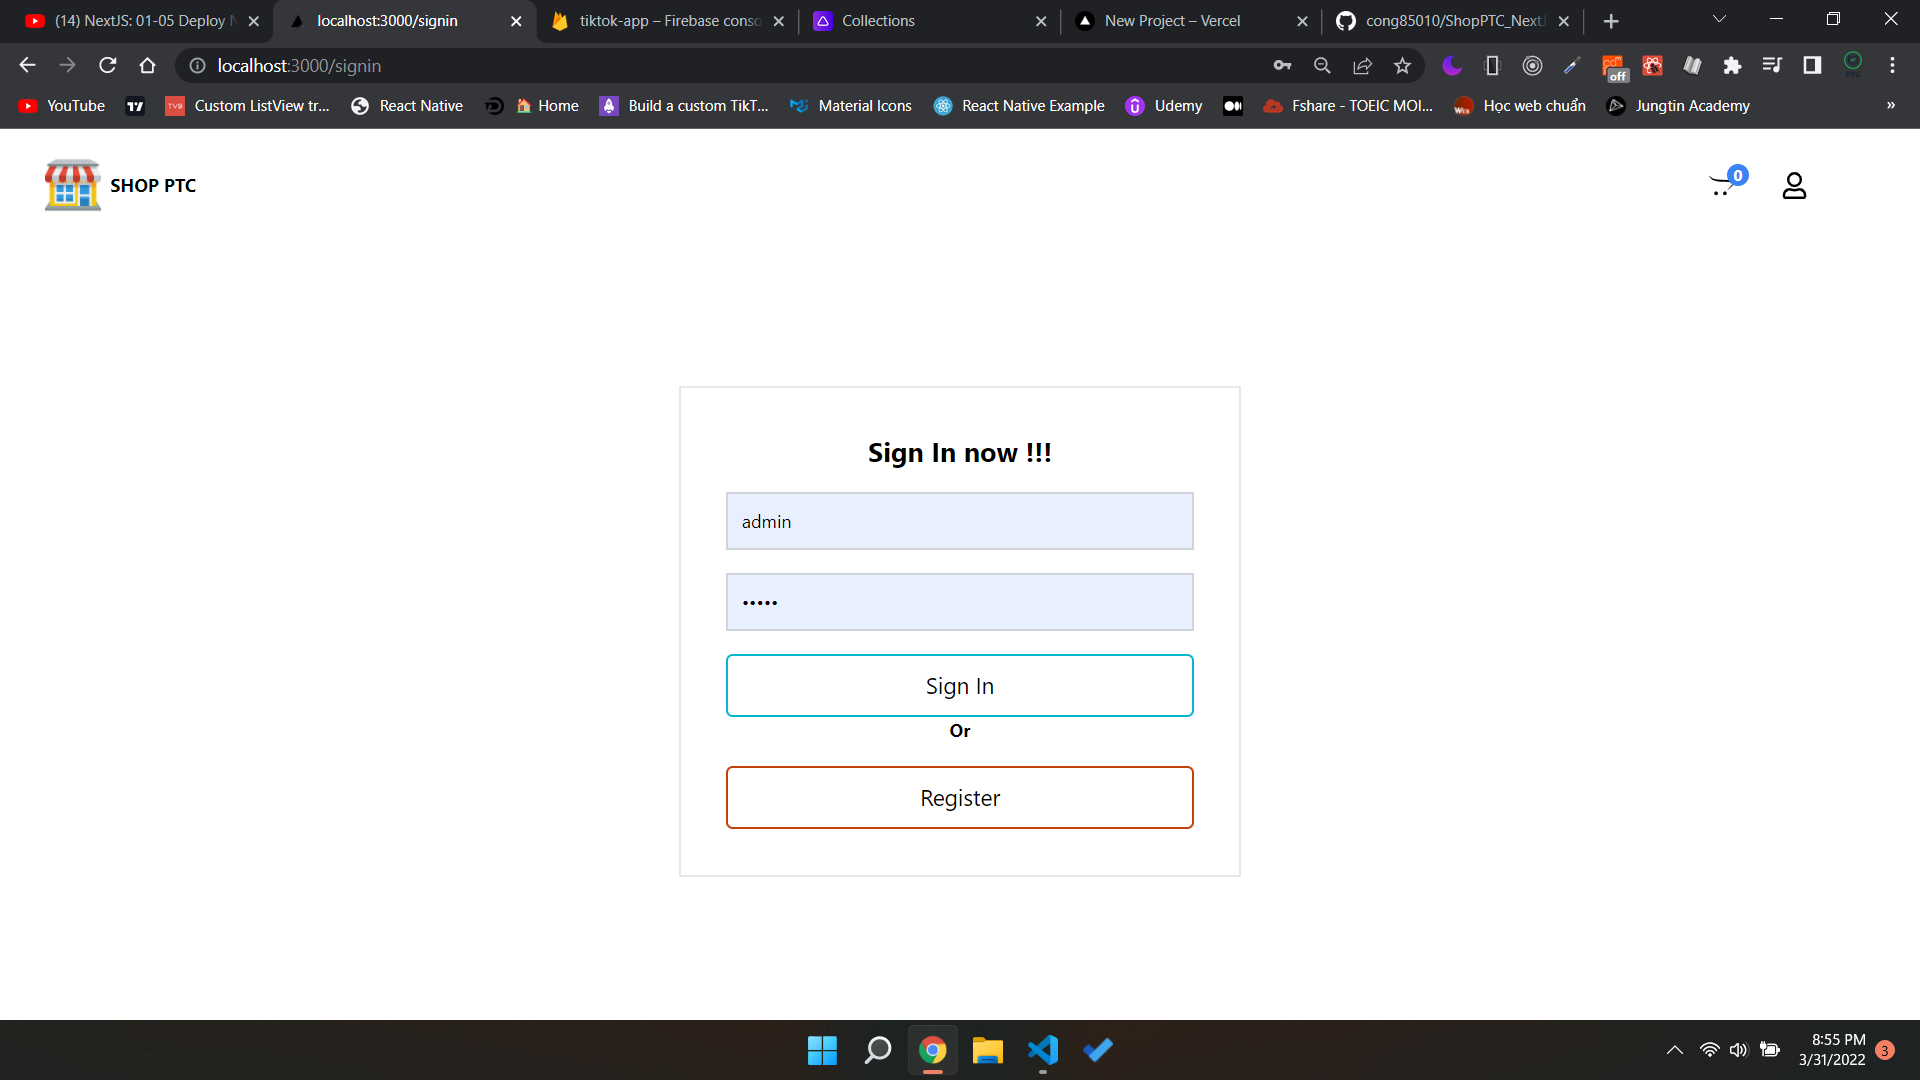 (14) NextJS: 01-05 Deploy N
localhost:3000/signin
tiktok-app – Firebase conso
Collections
New Project – Vercel
cong85010/ShopPTC_NextJ
localhost:3000/signin
off
PTC
YouTube
TVB
Custom ListView tr...
React Native
Home
Build a custom TikT...
Material Icons
React Native Example
Udemy
Fshare - TOEIC MOI...
Học web chuẩn
Jungtin Academy
»
SHOP PTC
0
Sign In now !!!
admin
•••••
Sign In
Or
Register
8:55 PM
3/31/2022
3